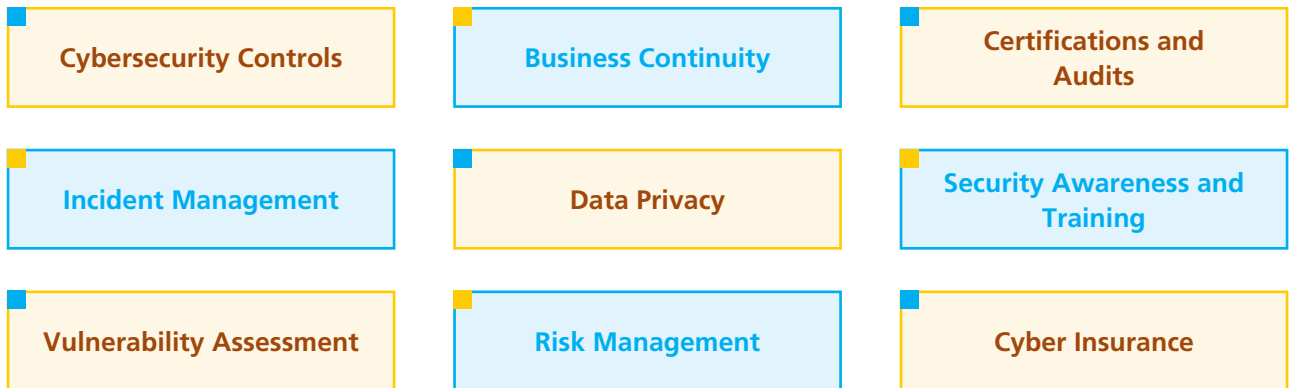 Cybersecurity Controls
Business Continuity
Certifications and
Audits
Incident Management
Data Privacy
Security Awareness and
Training
Vulnerability Assessment
Risk Management
Cyber Insurance